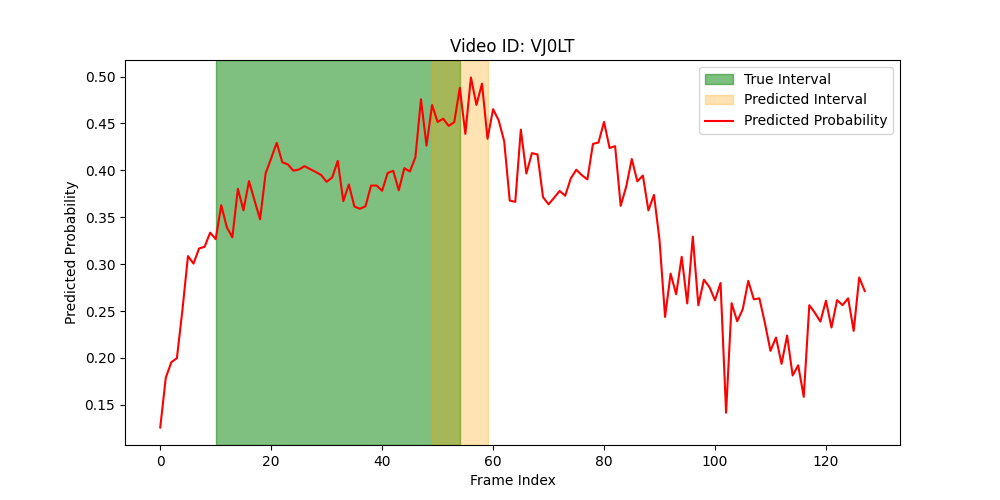 Video ID: VJ0LT
True Interval
Predicted Interval
Predicted Probability
Predicted Probability
0.50
0.45
0.40
0.35
0.30
0.25
0.20
0.15
0 20 40 60 80 100 120
Frame Index